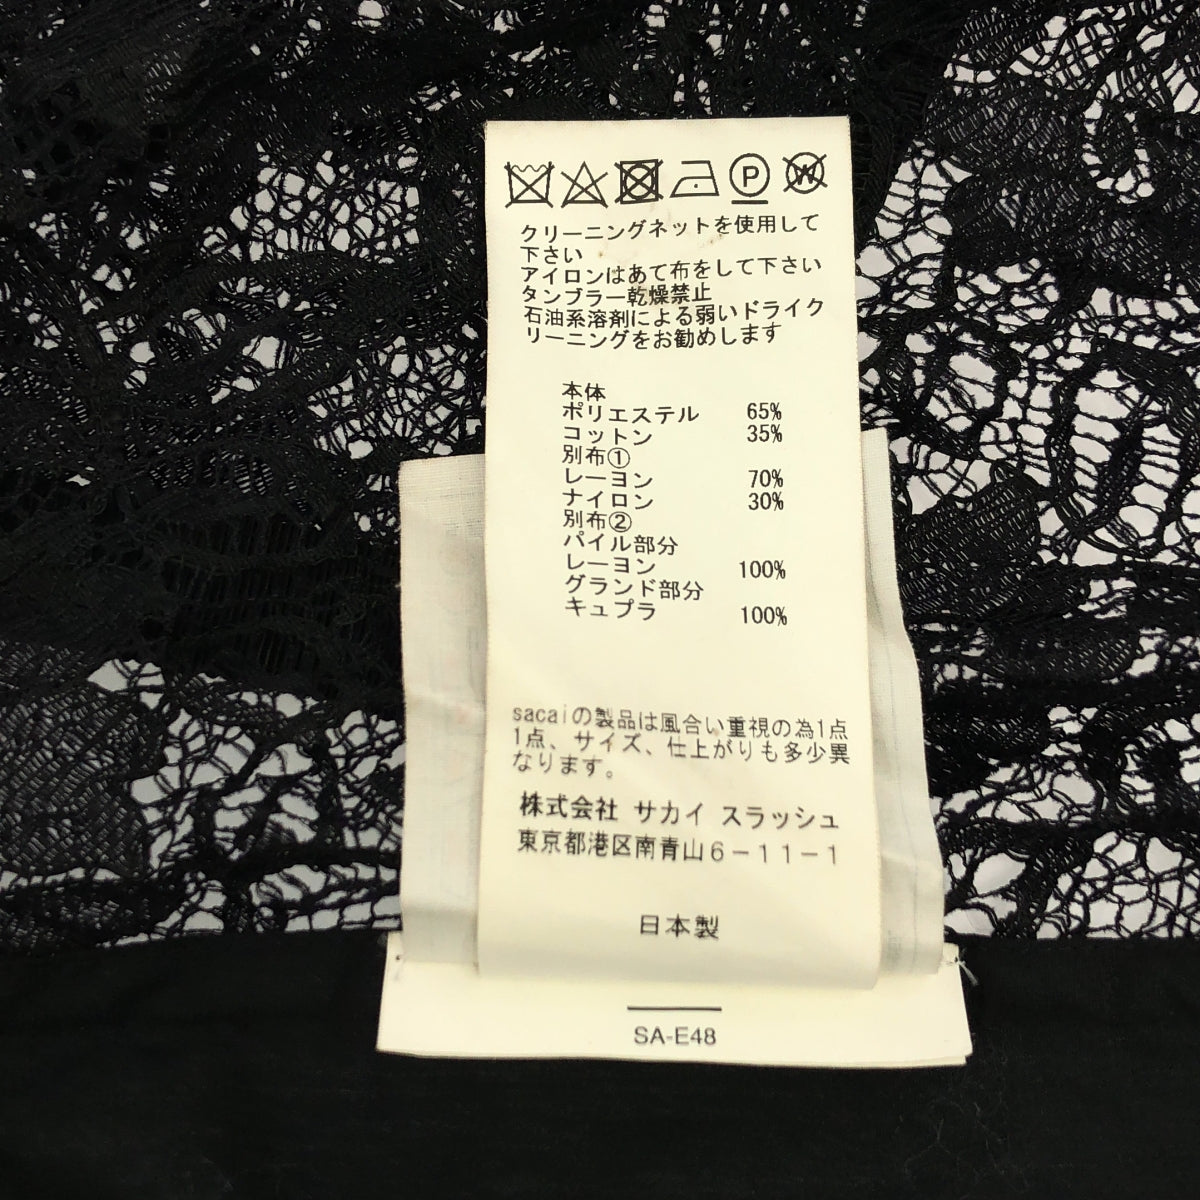 クリーニングネットを使用して
下さい
アイロンはあて布をして下さい
タンブラー乾燥禁止
石油系溶剤による弱いドライク
リーニングをお勧めします
本体
ポリエステル 65%
コットン 35%
別布①
レーヨン 70%
ナイロン 30%
別布②
パイル部分
レーヨン 100%
グランド部分
キュプラ 100%
sacaiの製品は風合い重視の為1点
1点、サイズ、仕上がりも多少異
なります。
株式会社 サカイ スラッシュ
東京都港区南青山6-11-1
日本製
SA-E48